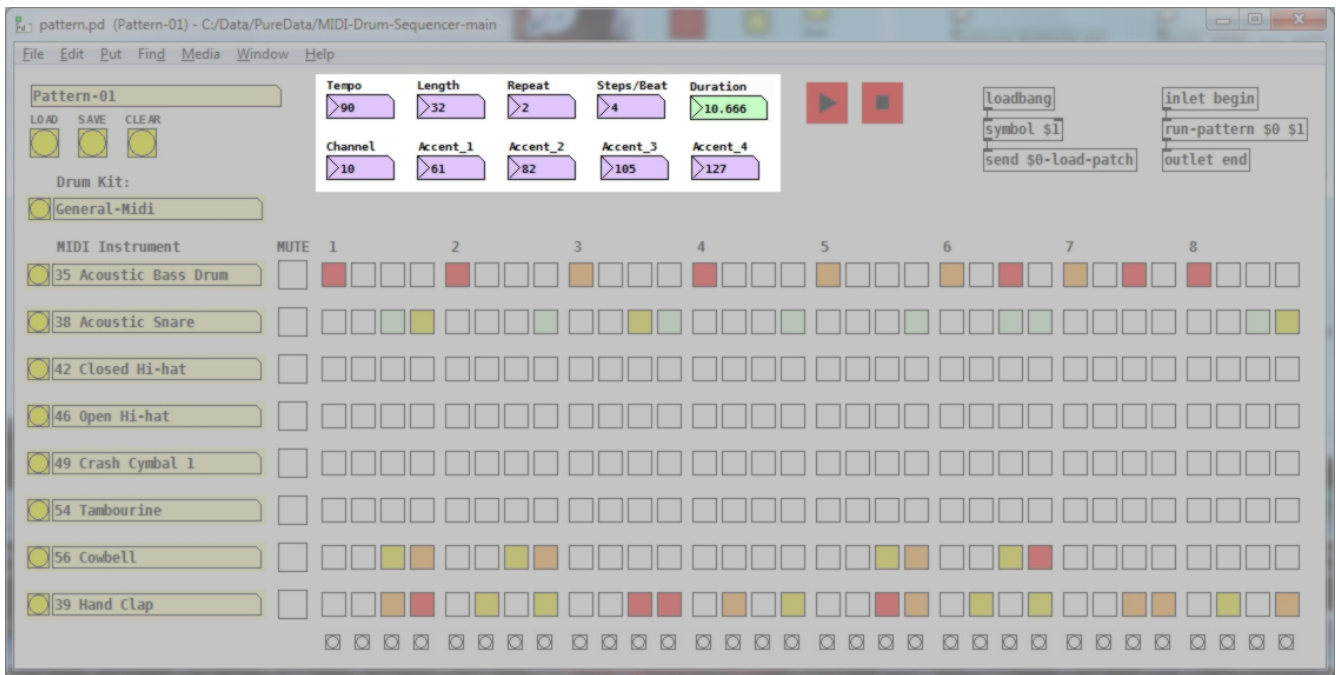 pattern.pd (Pattern-01) - C:/Data/PureData/MIDI-Drum-Sequencer-main
File Edit Put Find Media Window Help
Pattern-01
LOAD SAVE CLEAR
Drum Kit:
General-Midi
Tempo Length Repeat Steps/Beat Duration
90 32 2 4 10.666
Channel Accent_1 Accent_2 Accent_3 Accent_4
10 61 82 105 127
loadbang
symbol $1
send $0-load-patch
inlet begin
run-pattern $0 $1
outlet end
MIDI Instrument MUTE 1 2 3 4 5 6 7 8
35 Acoustic Bass Drum
38 Acoustic Snare
42 Closed Hi-hat
46 Open Hi-hat
49 Crash Cymbal 1
54 Tambourine
56 Cowbell
39 Hand Clap